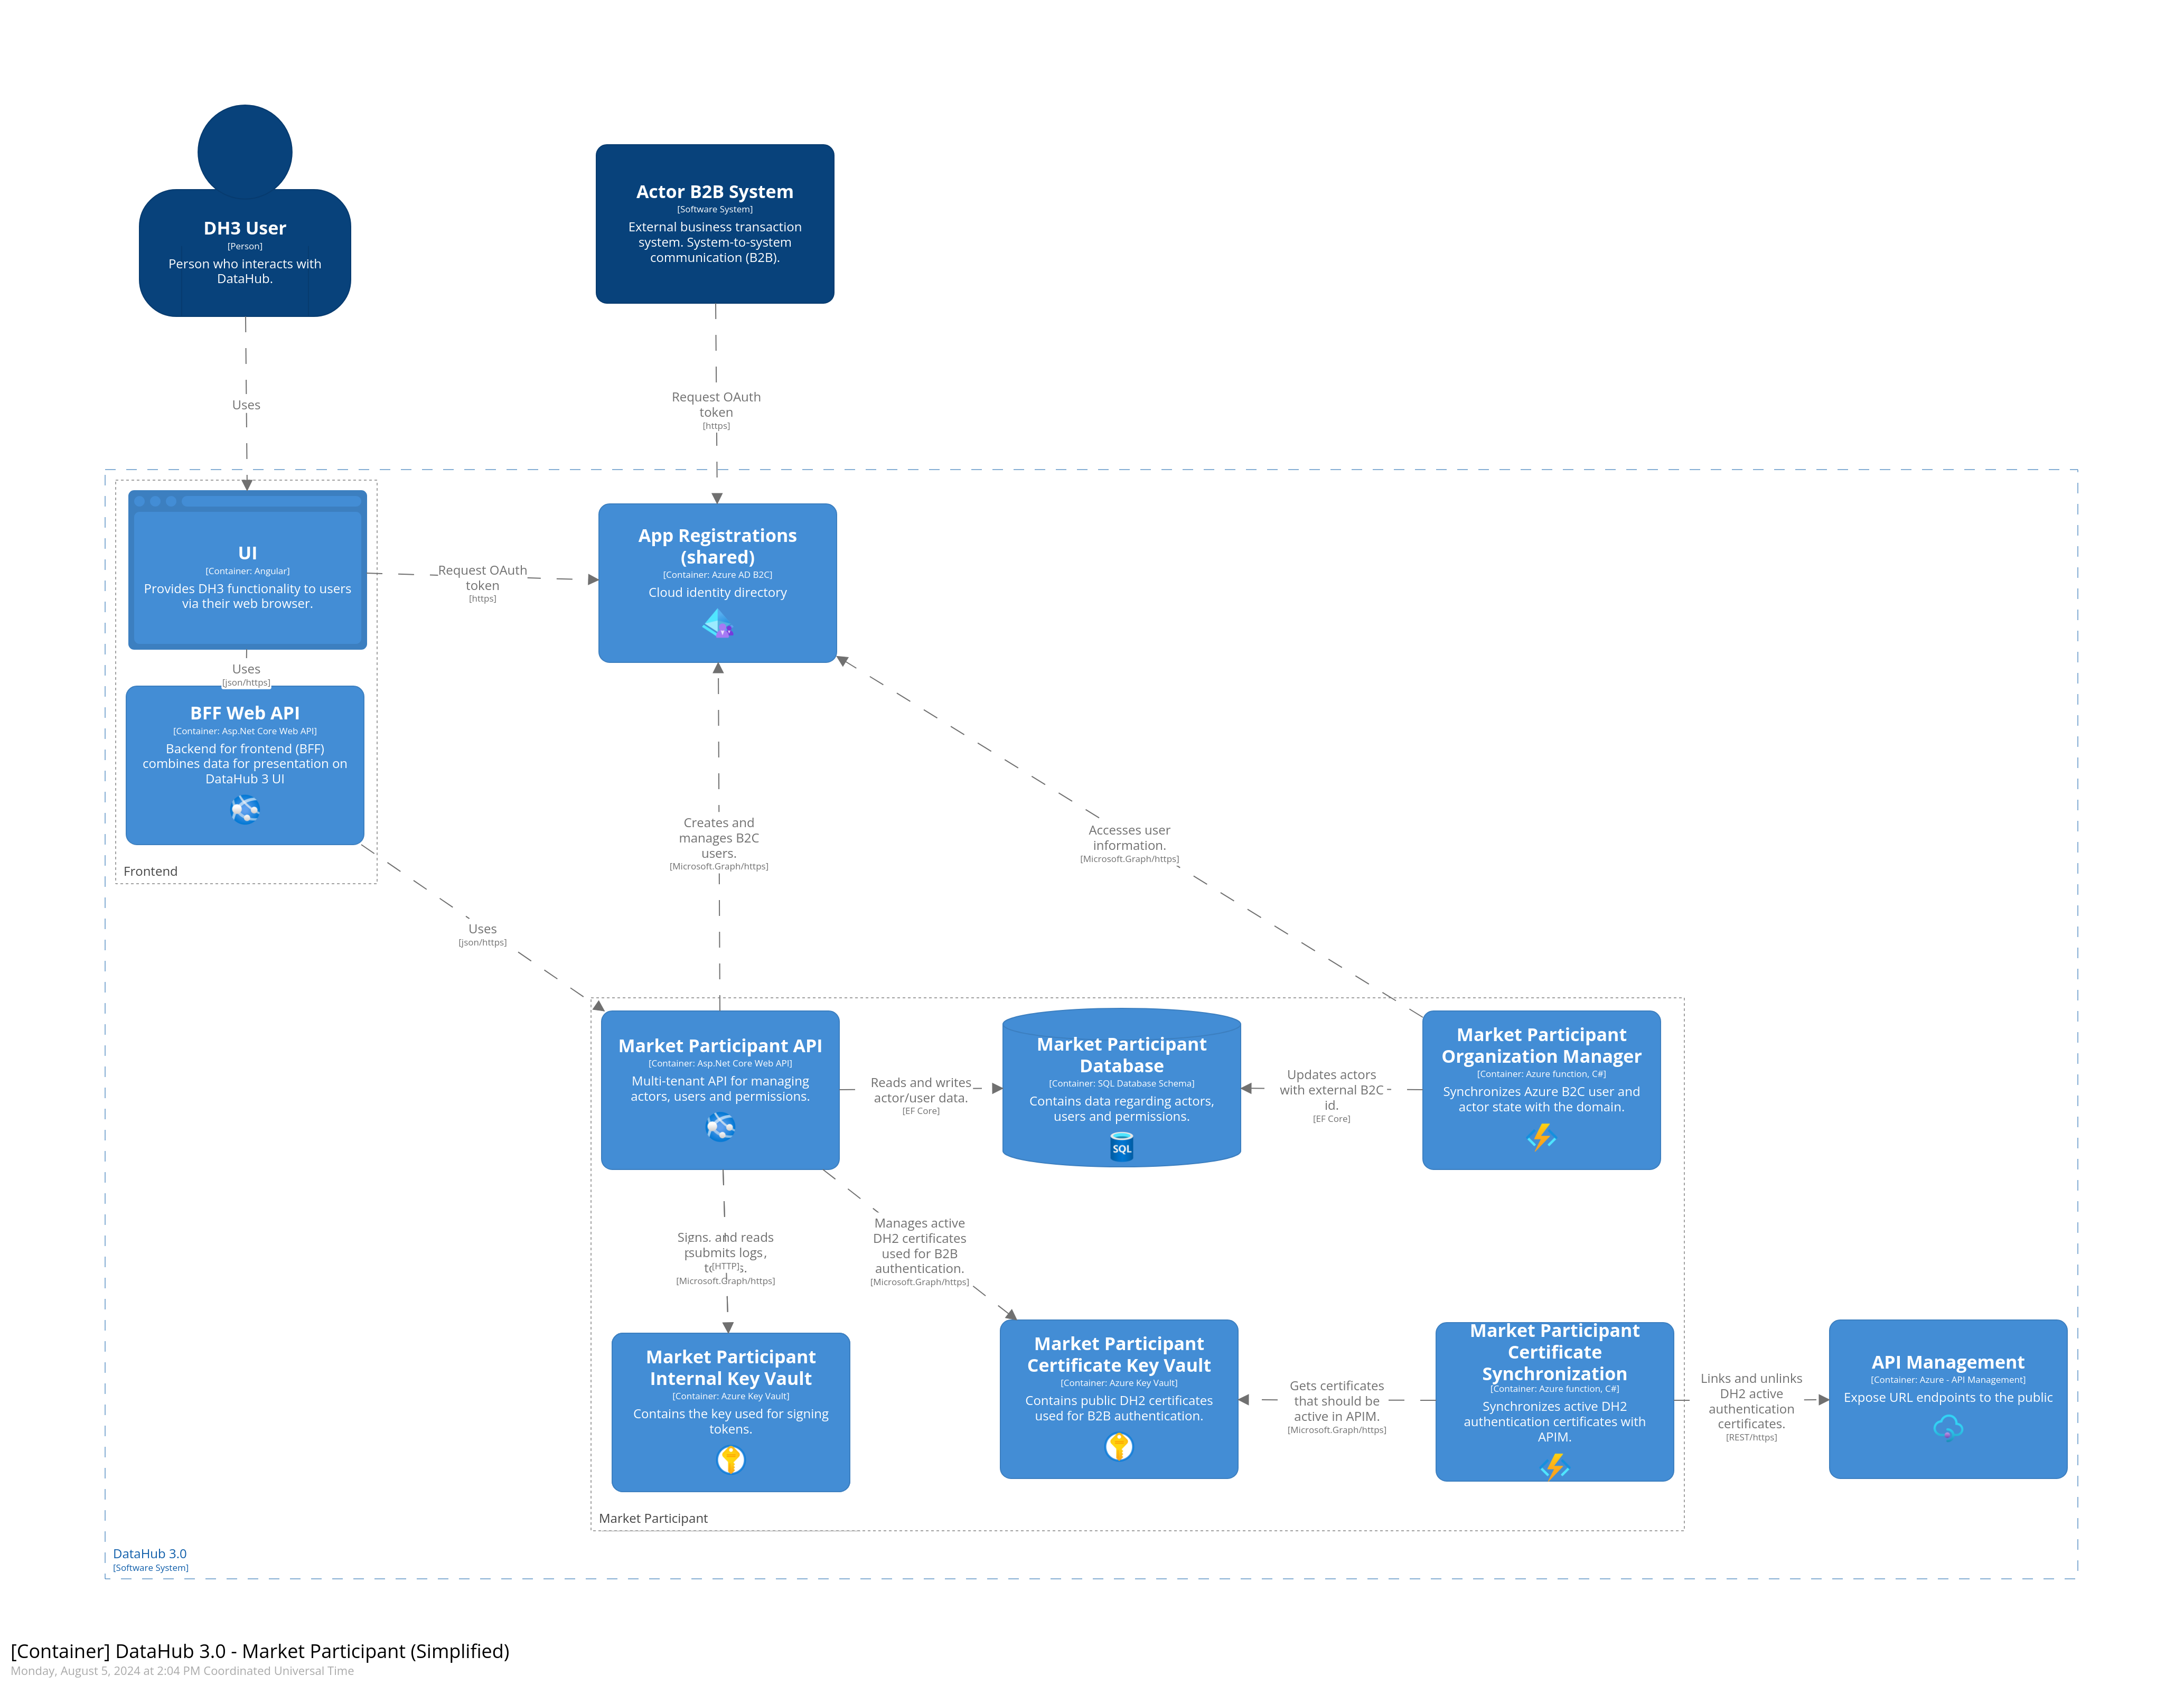 DH3 User
[Person]
Person who interacts with
DataHub.
Actor B2B System
[Software System]
External business transaction
system. System-to-system
communication (B2B).
Uses
Request OAuth
token
[https]
UI
[Container: Angular]
Provides DH3 functionality to users
via their web browser.
Request OAuth
token
[https]
App Registrations
(shared)
[Container: Azure AD B2C]
Cloud identity directory
Uses
[json/https]
BFF Web API
[Container: Asp.Net Core Web API]
Backend for frontend (BFF)
combines data for presentation on
DataHub 3 UI
Frontend
Creates and
manages B2C
users.
[Microsoft.Graph/https]
Accesses user
information.
[Microsoft.Graph/https]
Uses
[json/https]
Market Participant API
[Container: Asp.Net Core Web API]
Multi-tenant API for managing
actors, users and permissions.
Reads and writes
actor/user data.
[EF Core]
Market Participant
Database
[Container: SQL Database Schema]
Contains data regarding actors,
users and permissions.
SQL
Updates actors
with external B2C
id.
[EF Core]
Market Participant
Organization Manager
[Container: Azure function, C#]
Synchronizes Azure B2C user and
actor state with the domain.
Signs. and reads
submits logs,
[HTTP]
[Microsoft.Graph/https]
Manages active
DH2 certificates
used for B2B
authentication.
[Microsoft.Graph/https]
Market Participant
Internal Key Vault
[Container: Azure Key Vault]
Contains the key used for signing
tokens.
Market Participant
Certificate Key Vault
[Container: Azure Key Vault]
Contains public DH2 certificates
used for B2B authentication.
Gets certificates
that should be
active in APIM.
[Microsoft.Graph/https]
Market Participant
Certificate
Synchronization
[Container: Azure function, C#]
Synchronizes active DH2
authentication certificates with
APIM.
Links and unlinks
DH2 active
authentication
certificates.
[REST/https]
API Management
[Container: Azure - API Management]
Expose URL endpoints to the public
Market Participant
DataHub 3.0
[Software System]
[Container] DataHub 3.0 - Market Participant (Simplified)
Monday, August 5, 2024 at 2:04 PM Coordinated Universal Time